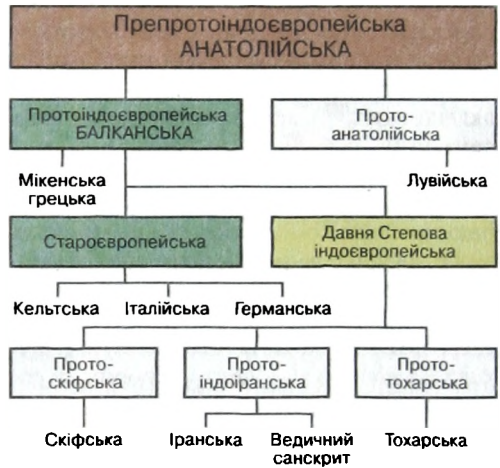 Препротоіндоєвропейська
АНАТОЛІЙСЬКА
Протоіндоєвропейська
БАЛКАНСЬКА
Прото-
анатолійська
Мікенська
грецька
Лувійська
Староєвропейська
Давня Степова
індоєвропейська
Кельтська
Італійська
Германська
Прото-
скіфська
Прото-
індоіранська
Прото-
тохарська
Скіфська
Іранська
Ведичний
санскрит
Тохарська